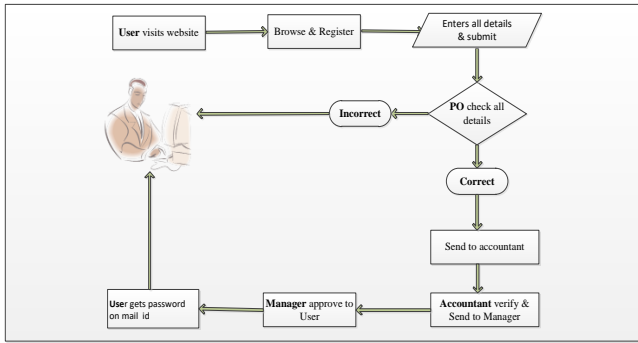 User visits website
Browse & Register
Enters all details
& submit
PO check all
details
Incorrect
Correct
Send to accountant
Accountant verify &
Send to Manager
Manager approve to
User
User gets password
on mail id